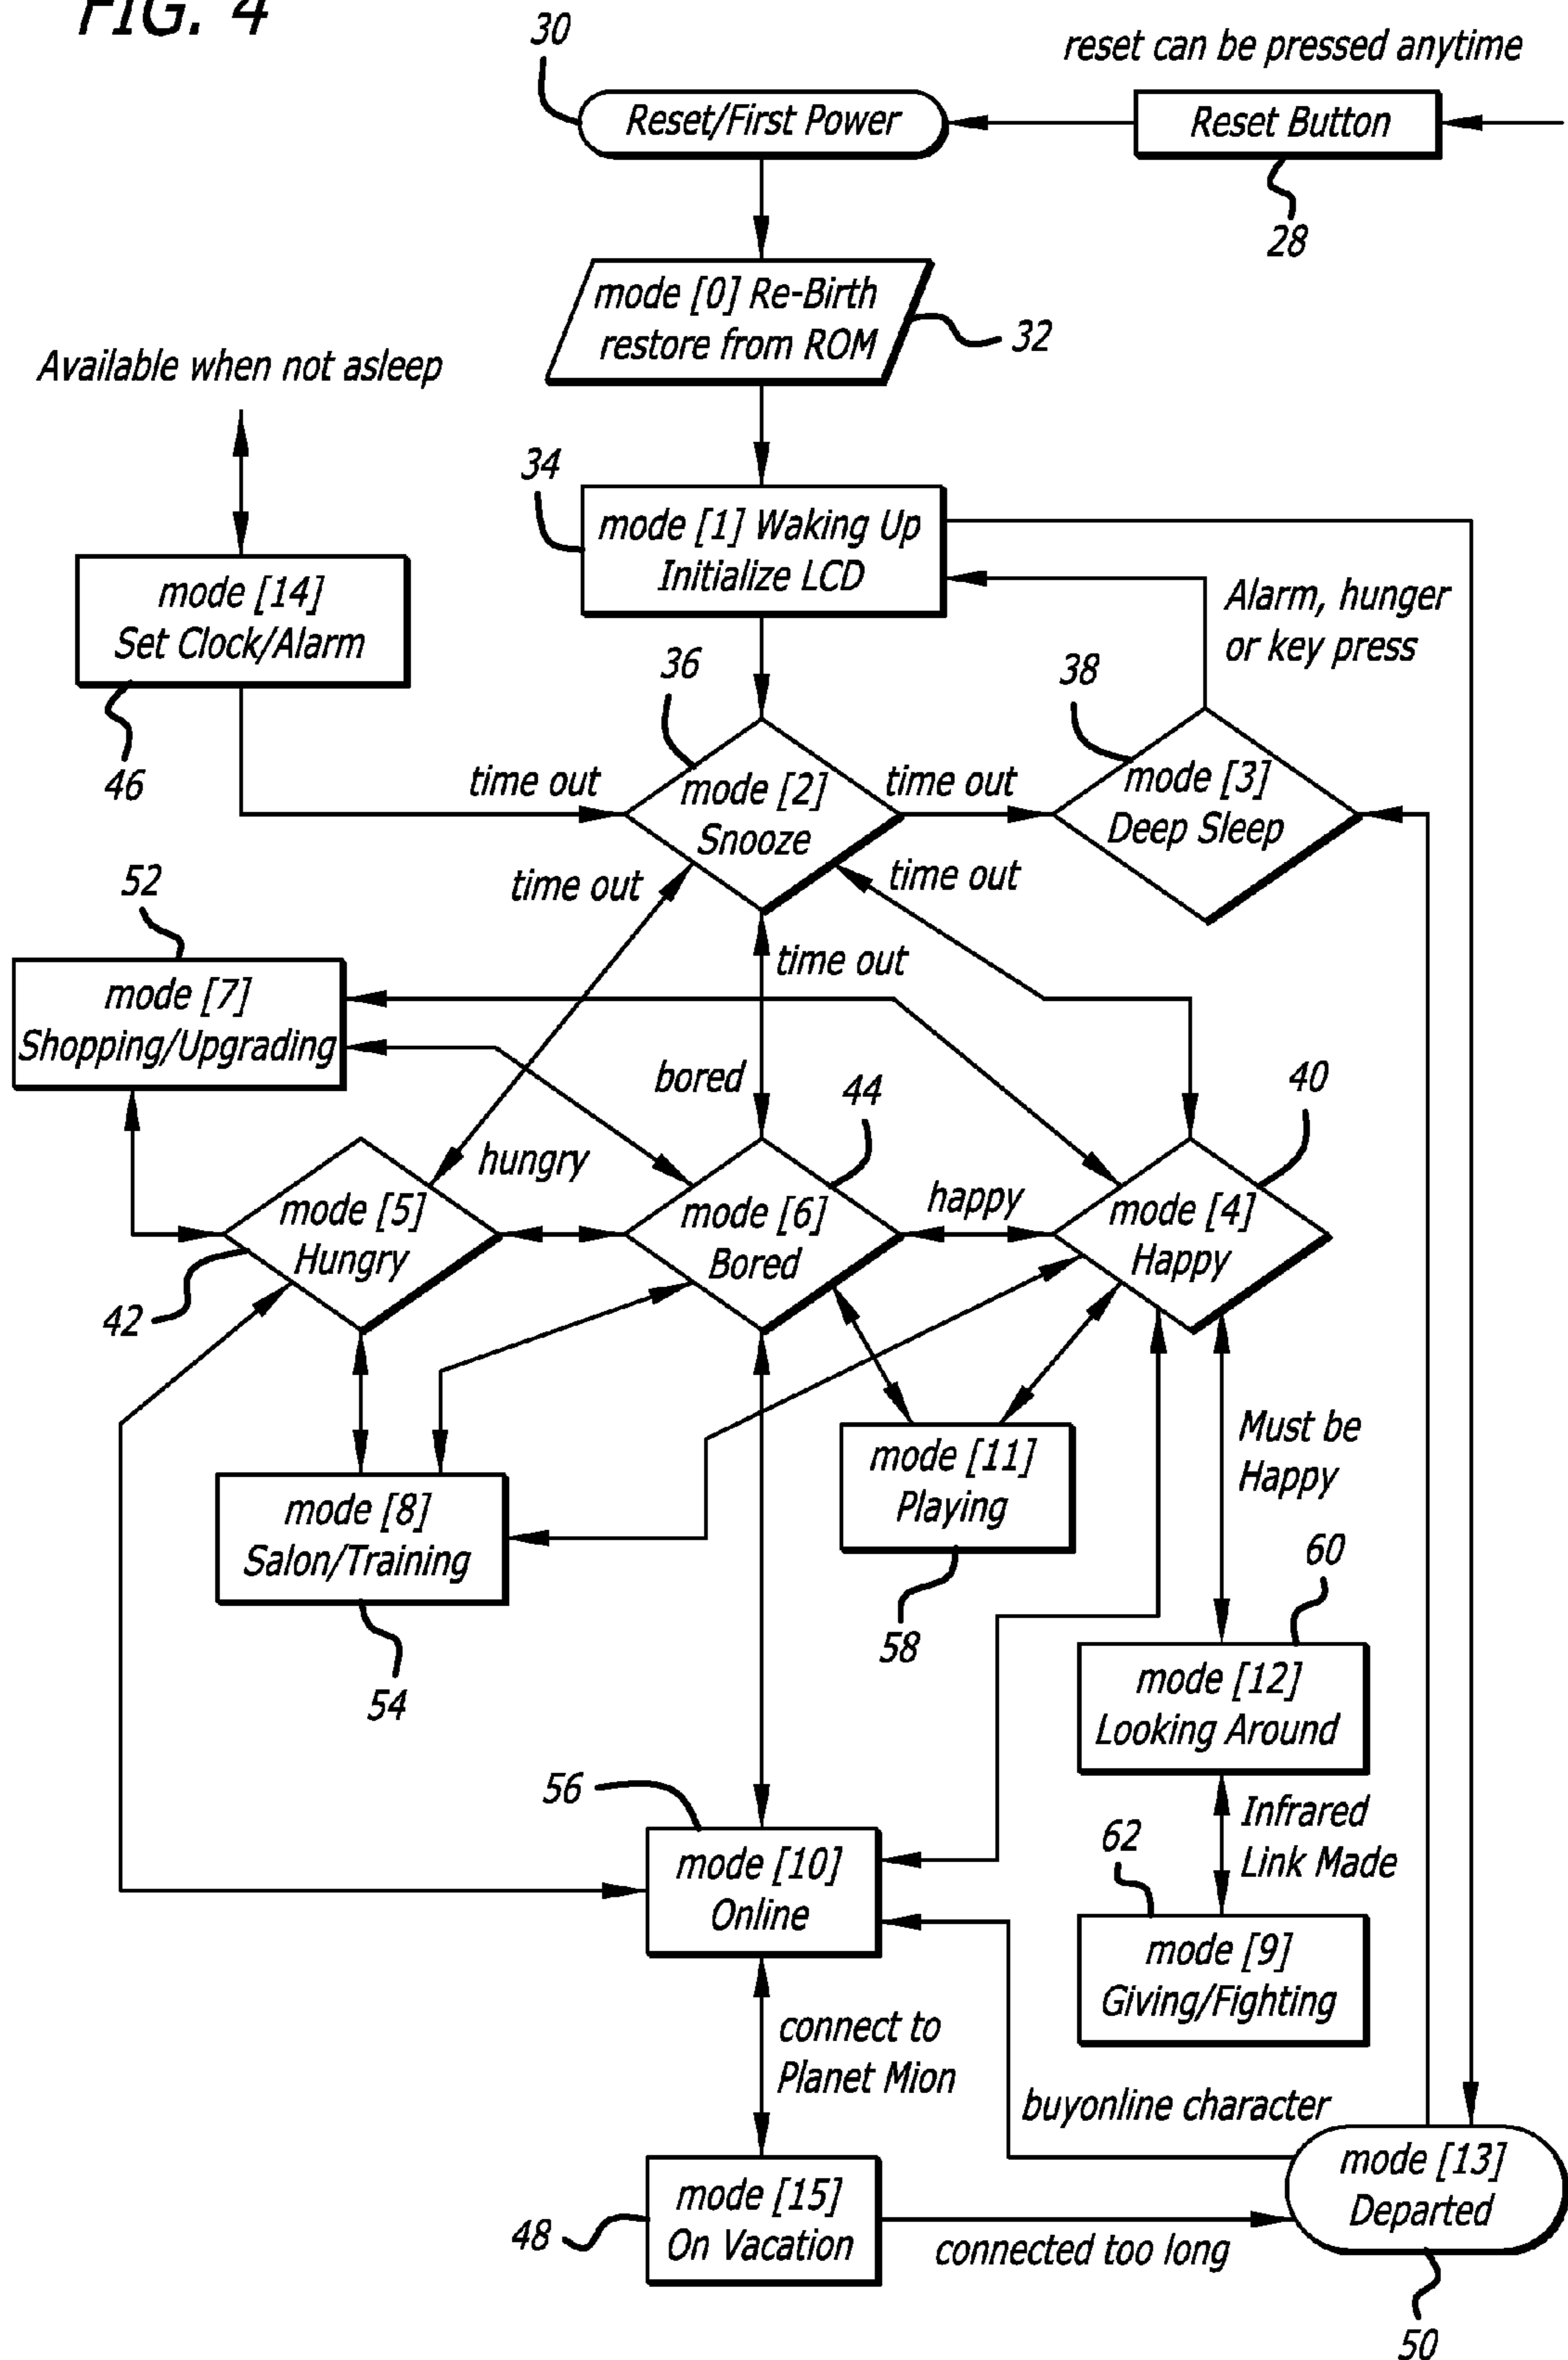 FIG. 4
30
reset can be pressed anytime
Reset/First Power
Reset Button
28
mode [0] Re-Birth
restore from ROM
32
Available when not asleep
34
mode [1] Waking Up
Initialize LCD
mode [14]
Set Clock/Alarm
Alarm, hunger
or key press
36
38
46
time out
mode [2]
Snooze
time out
mode [3]
Deep Sleep
52
time out
time out
time out
mode [7]
Shopping/Upgrading
bored
44
40
hungry
happy
mode [5]
Hungry
mode [6]
Bored
mode [4]
Happy
42
Must be
Happy
mode [11]
Playing
mode [8]
Salon/Training
60
58
54
mode [12]
Looking Around
56
Infrared
Link Made
62
mode [10]
Online
mode [9]
Giving/Fighting
connect to
Planet Mion
buyonline character
mode [13]
Departed
mode [15]
On Vacation
48
connected too long
50